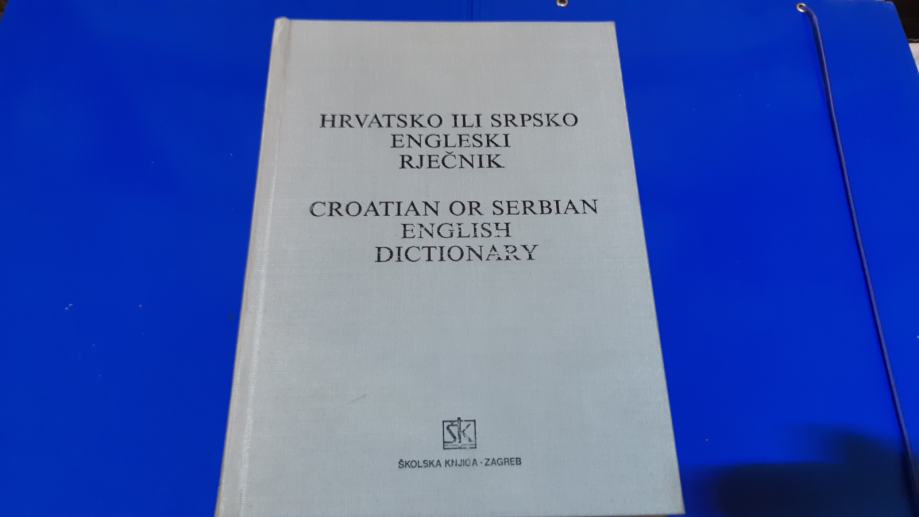 HRVATSKO ILI SRPSKO
ENGLESKI
RJEČNIK
CROATIAN OR SERBIAN
ENGLISH
DICTIONARY
ŠK
ŠKOLSKA KNJIGA - ZAGREB